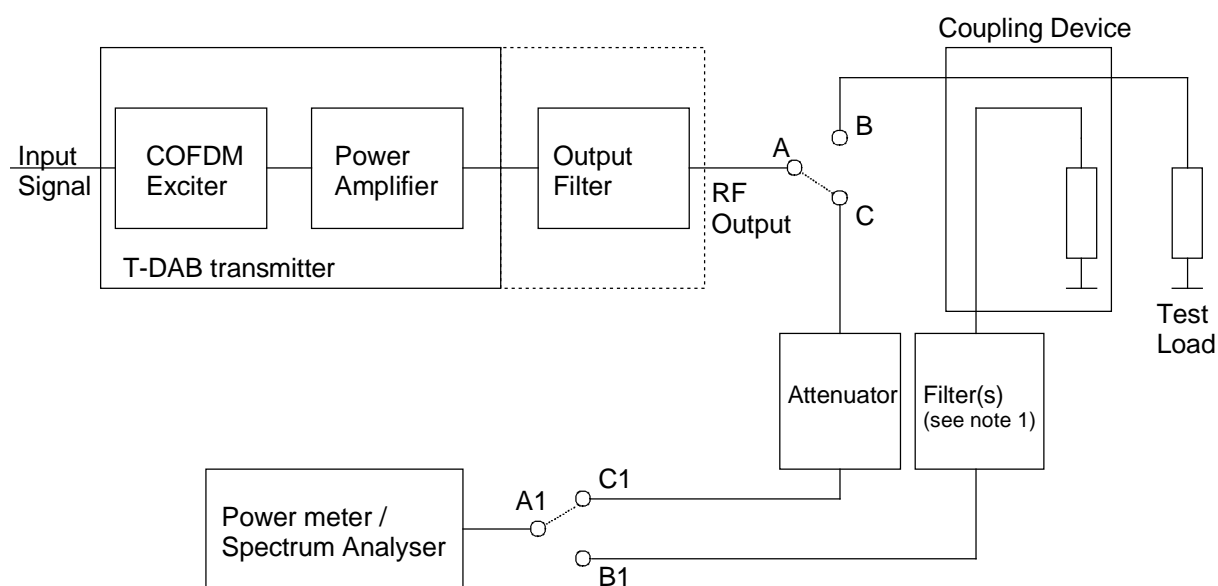 Coupling Device
B
Input
Signal
COFDM
Exciter
Power
Amplifier
Output
Filter
A
RF
Output
C
T-DAB transmitter
Test
Load
Attenuator
Filter(s)
(see note 1)
C1
A1
Power meter /
Spectrum Analyser
B1